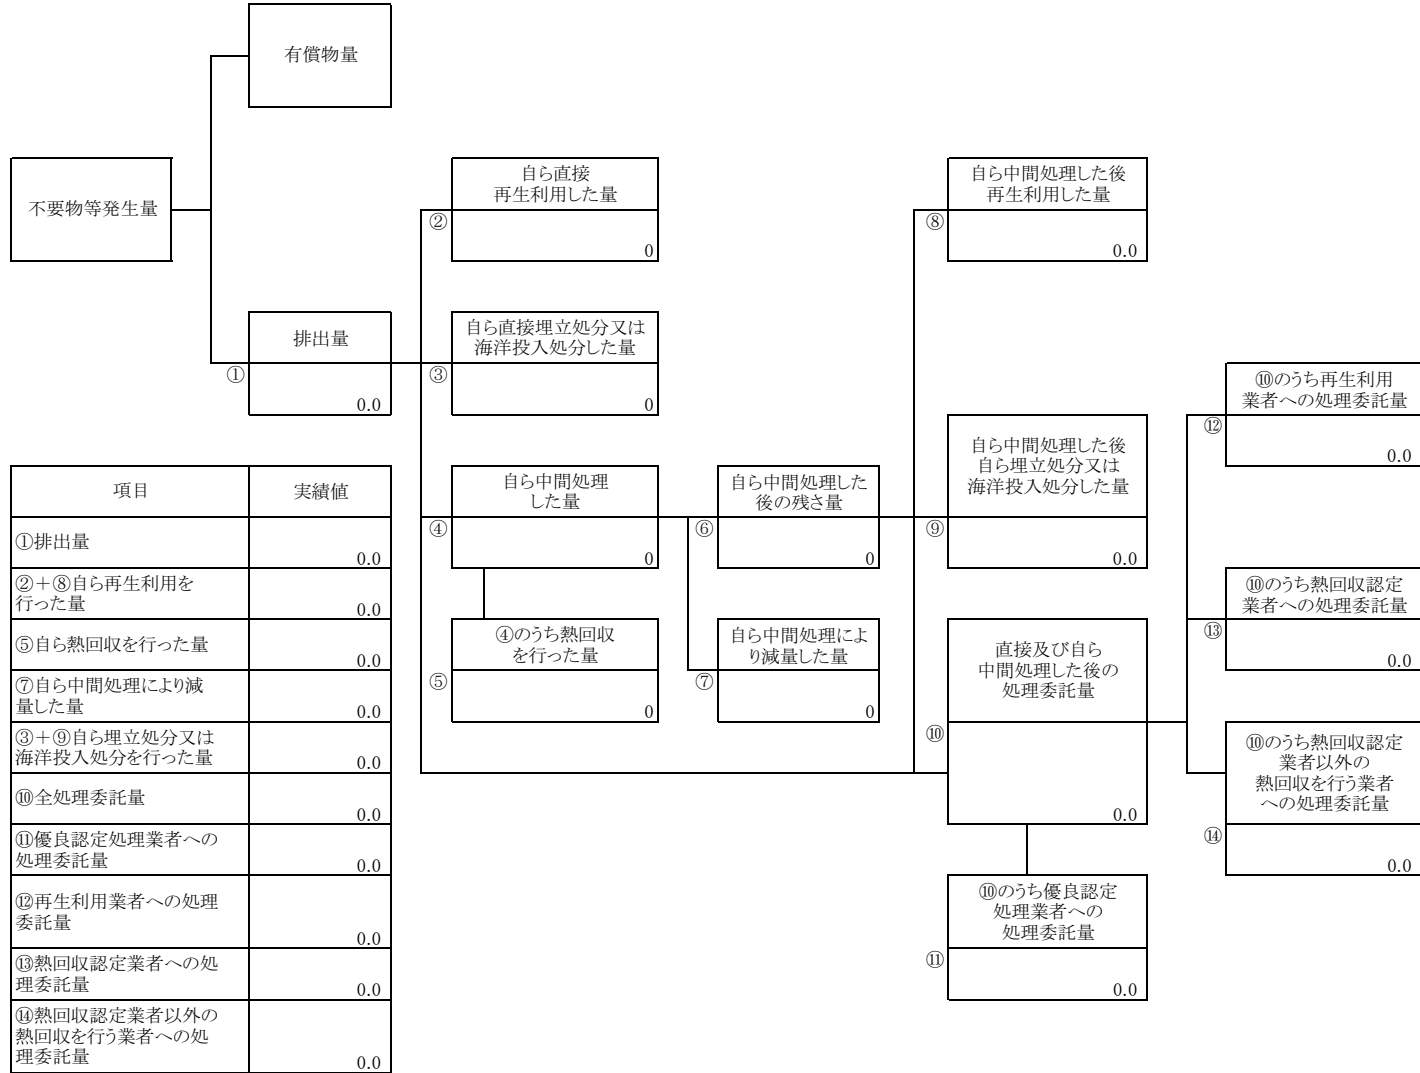 有償物量
不要物等発生量
排出量
①
0.0
自ら直接
再生利用した量
②
0
自ら直接埋立処分又は
海洋投入処分した量
③
0
自ら中間処理
した量
④
0
④のうち熱回収
を行った量
⑤
0
自ら中間処理した
後の残さ量
⑥
0
自ら中間処理によ
り減量した量
⑦
0
自ら中間処理した後
再生利用した量
⑧
0.0
自ら中間処理した後
自ら埋立処分又は
海洋投入処分した量
⑨
0.0
直接及び自ら
中間処理した後の
処理委託量
⑩
0.0
⑩のうち優良認定
処理業者への
処理委託量
⑪
0.0
⑩のうち再生利用
業者への処理委託量
⑫
0.0
⑩のうち熱回収認定
業者への処理委託量
⑬
0.0
⑩のうち熱回収認定
業者以外の
熱回収を行う業者
への処理委託量
⑭
0.0
項目 実績値
①排出量
0.0
②＋⑧自ら再生利用を
行った量 0.0
⑤自ら熱回収を行った量
0.0
⑦自ら中間処理により減
量した量 0.0
③＋⑨自ら埋立処分又は
海洋投入処分を行った量 0.0
⑩全処理委託量
0.0
⑪優良認定処理業者への
処理委託量 0.0
⑫再生利用業者への処理
委託量
0.0
⑬熱回収認定業者への処
理委託量 0.0
⑭熱回収認定業者以外の
熱回収を行う業者への処
理委託量 0.0